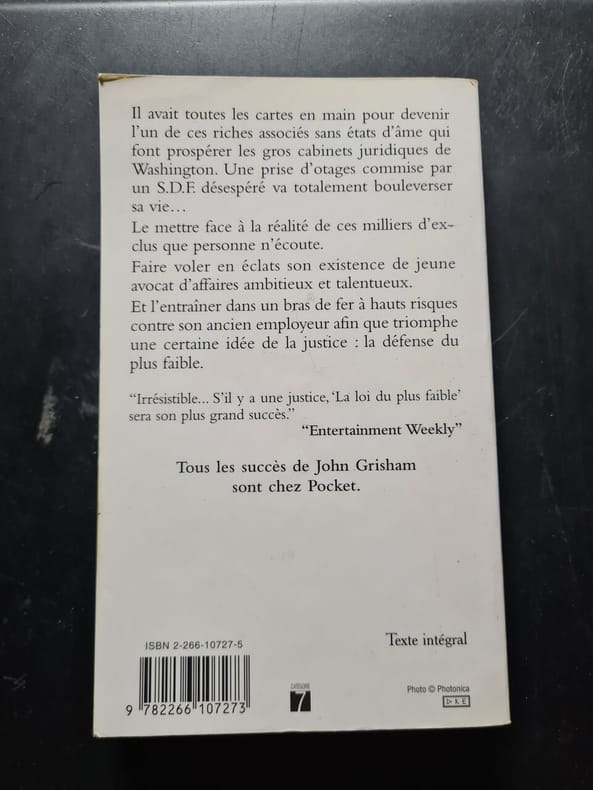 Il avait toutes les cartes en main pour devenir
l'un de ces riches associés sans états d'âme qui
font prospérer les gros cabinets juridiques de
Washington. Une prise d'otages commise par
un S.D.F. désespéré va totalement bouleverser
sa vie…
Le mettre face à la réalité de ces milliers d'ex-
clus que personne n'écoute.
Faire voler en éclats son existence de jeune
avocat d'affaires ambitieux et talentueux.
Et l'entraîner dans un bras de fer à hauts risques
contre son ancien employeur afin que triomphe
une certaine idée de la justice : la défense du
plus faible.
“Irrésistible... S'il y a une justice, ‘La loi du plus faible’
sera son plus grand succès.”
“Entertainment Weekly”
Tous les succès de John Grisham
sont chez Pocket.
ISBN 2-266-10727-5
9 782266 107273
CATÉGORIE
7
Texte intégral
Photo © Photonica